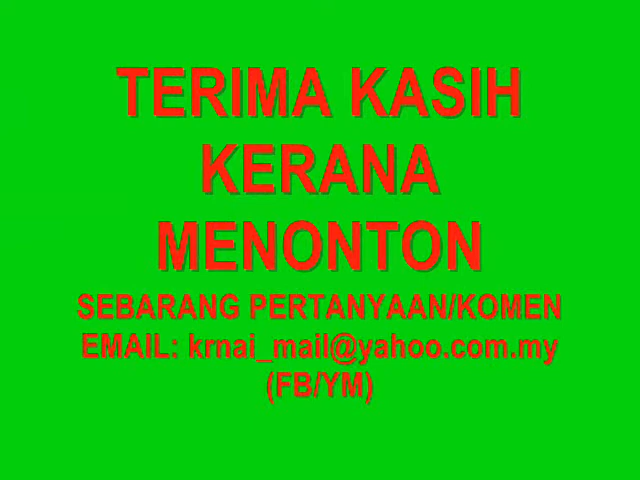 TERIMA KASIH
KERANA
MENONTON
SEBARANG PERTANYAAN/KOMEN
EMAIL: krnai_mail@yahoo.com.my
(FB/YM)